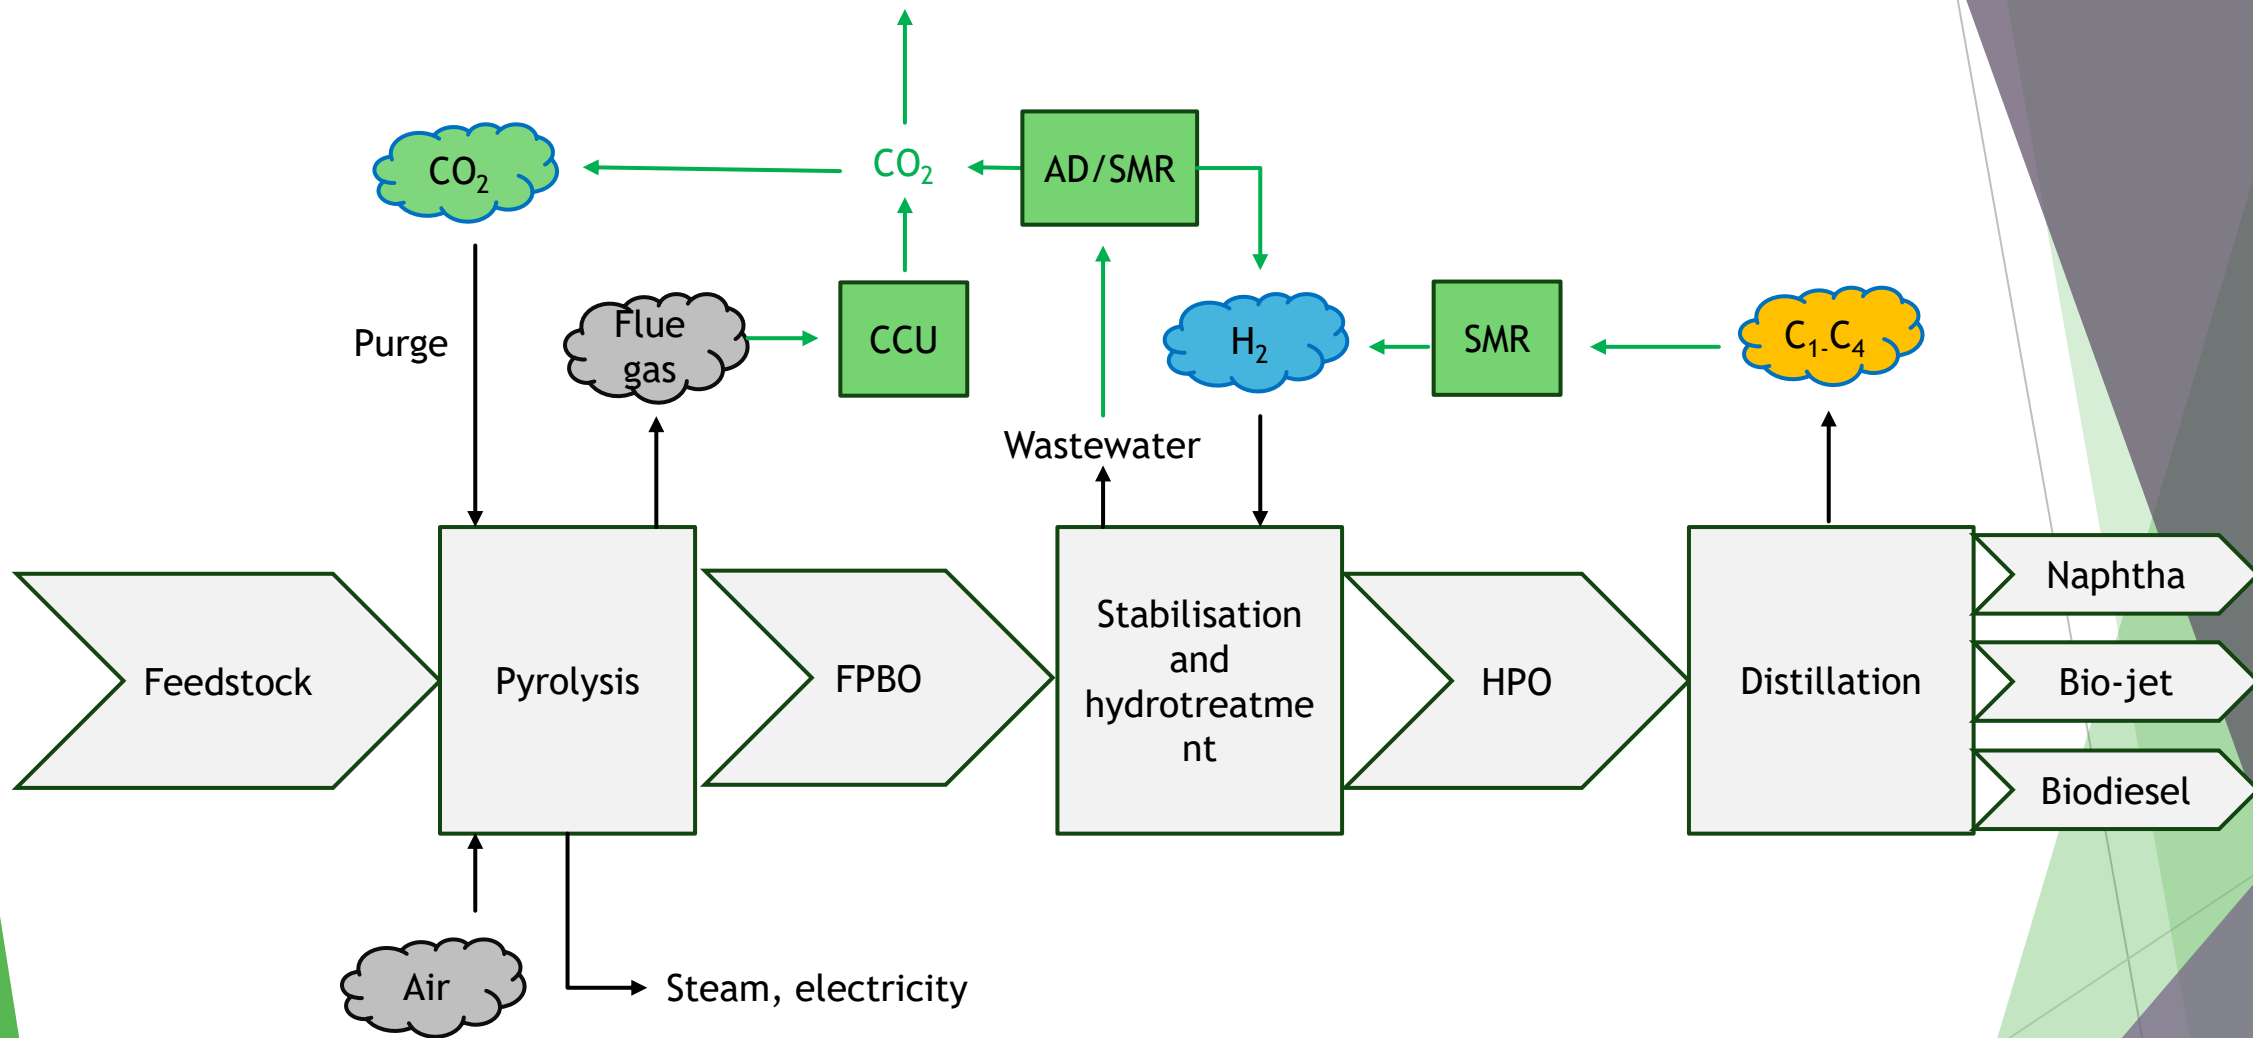 CO₂
CO₂
AD/SMR
Purge
Flue
gas
CCU
H₂
SMR
C₁₋C₄
Wastewater
Feedstock
Pyrolysis
FPBO
Stabilisation
and
hydrotreatme
nt
HPO
Distillation
Naphtha
Bio-jet
Biodiesel
Air
Steam, electricity